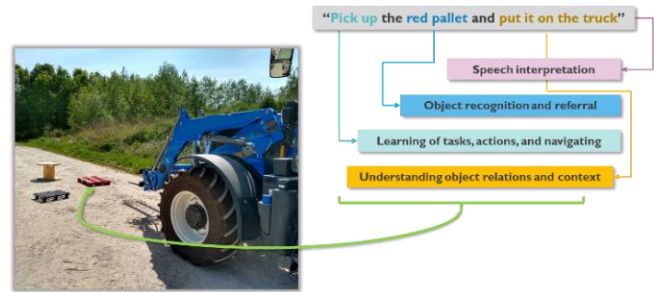 “Pick up the red pallet and put it on the truck”
Speech interpretation
Object recognition and referral
Learning of tasks, actions, and navigating
Understanding object relations and context